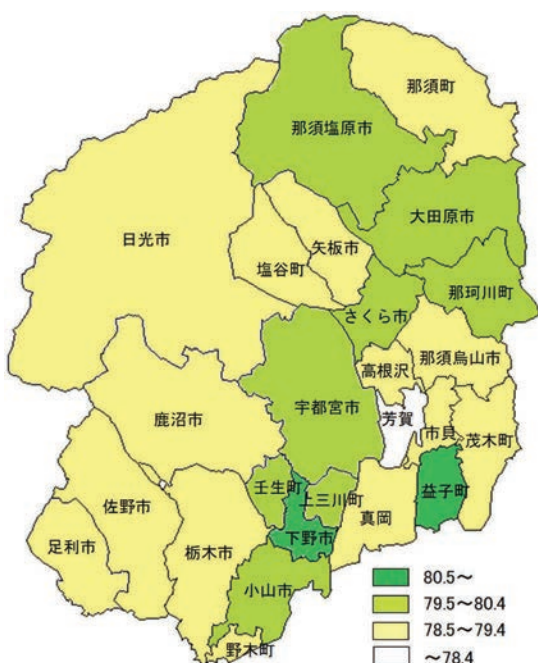 那須町
那須塩原市
大田原市
日光市
矢板市
塩谷町
那珂川町
さくら市
那須烏山市
高根沢
宇都宮市
芳賀
鹿沼市
市貝
茂木町
壬生町
上三川町
益子町
佐野市
真岡
下野市
足利市
栃木市
小山市
野木町
80.5～
79.5～80.4
78.5～79.4
～78.4